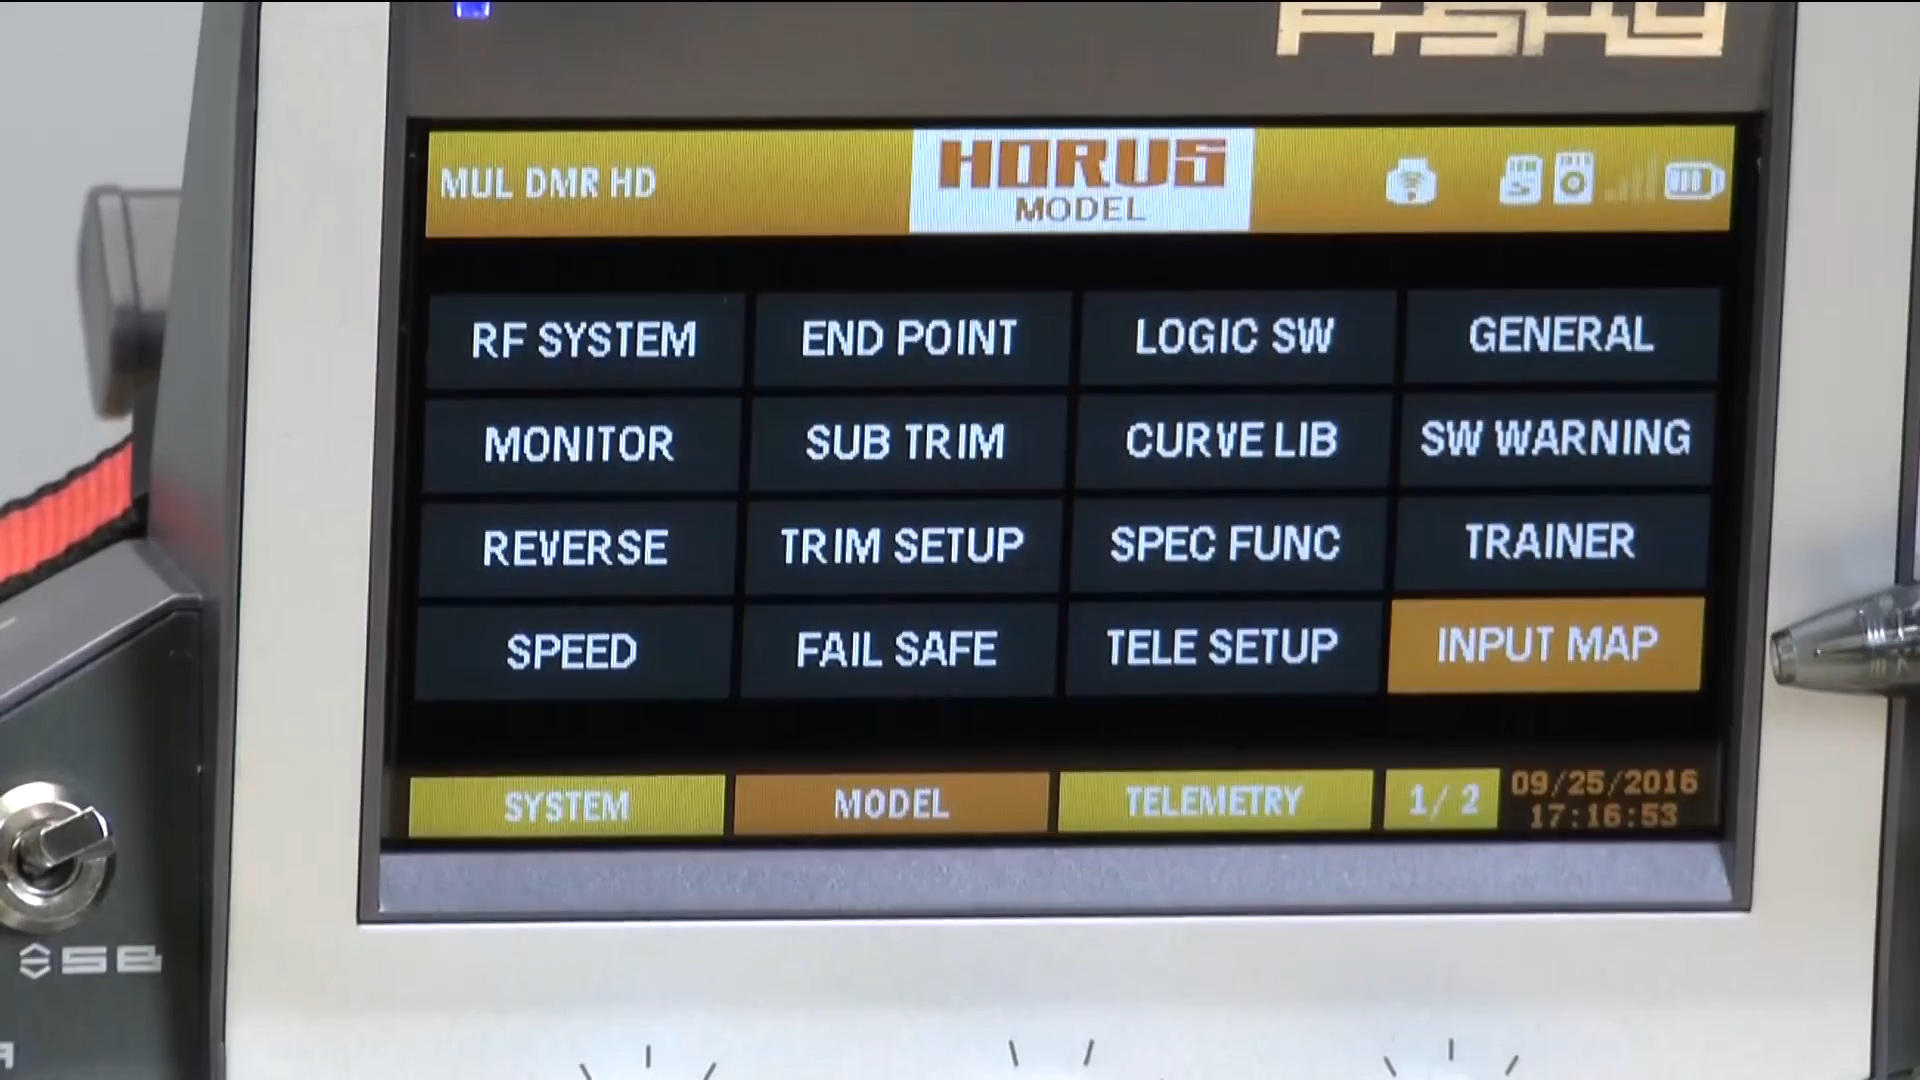 FrSky
MUL DMR HD
HORUS
MODEL
RF SYSTEM END POINT LOGIC SW GENERAL
MONITOR SUB TRIM CURVE LIB SW WARNING
REVERSE TRIM SETUP SPEC FUNC TRAINER
SPEED FAIL SAFE TELE SETUP INPUT MAP
SYSTEM MODEL TELEMETRY 1/2 09/25/2016
17:16:53
SB